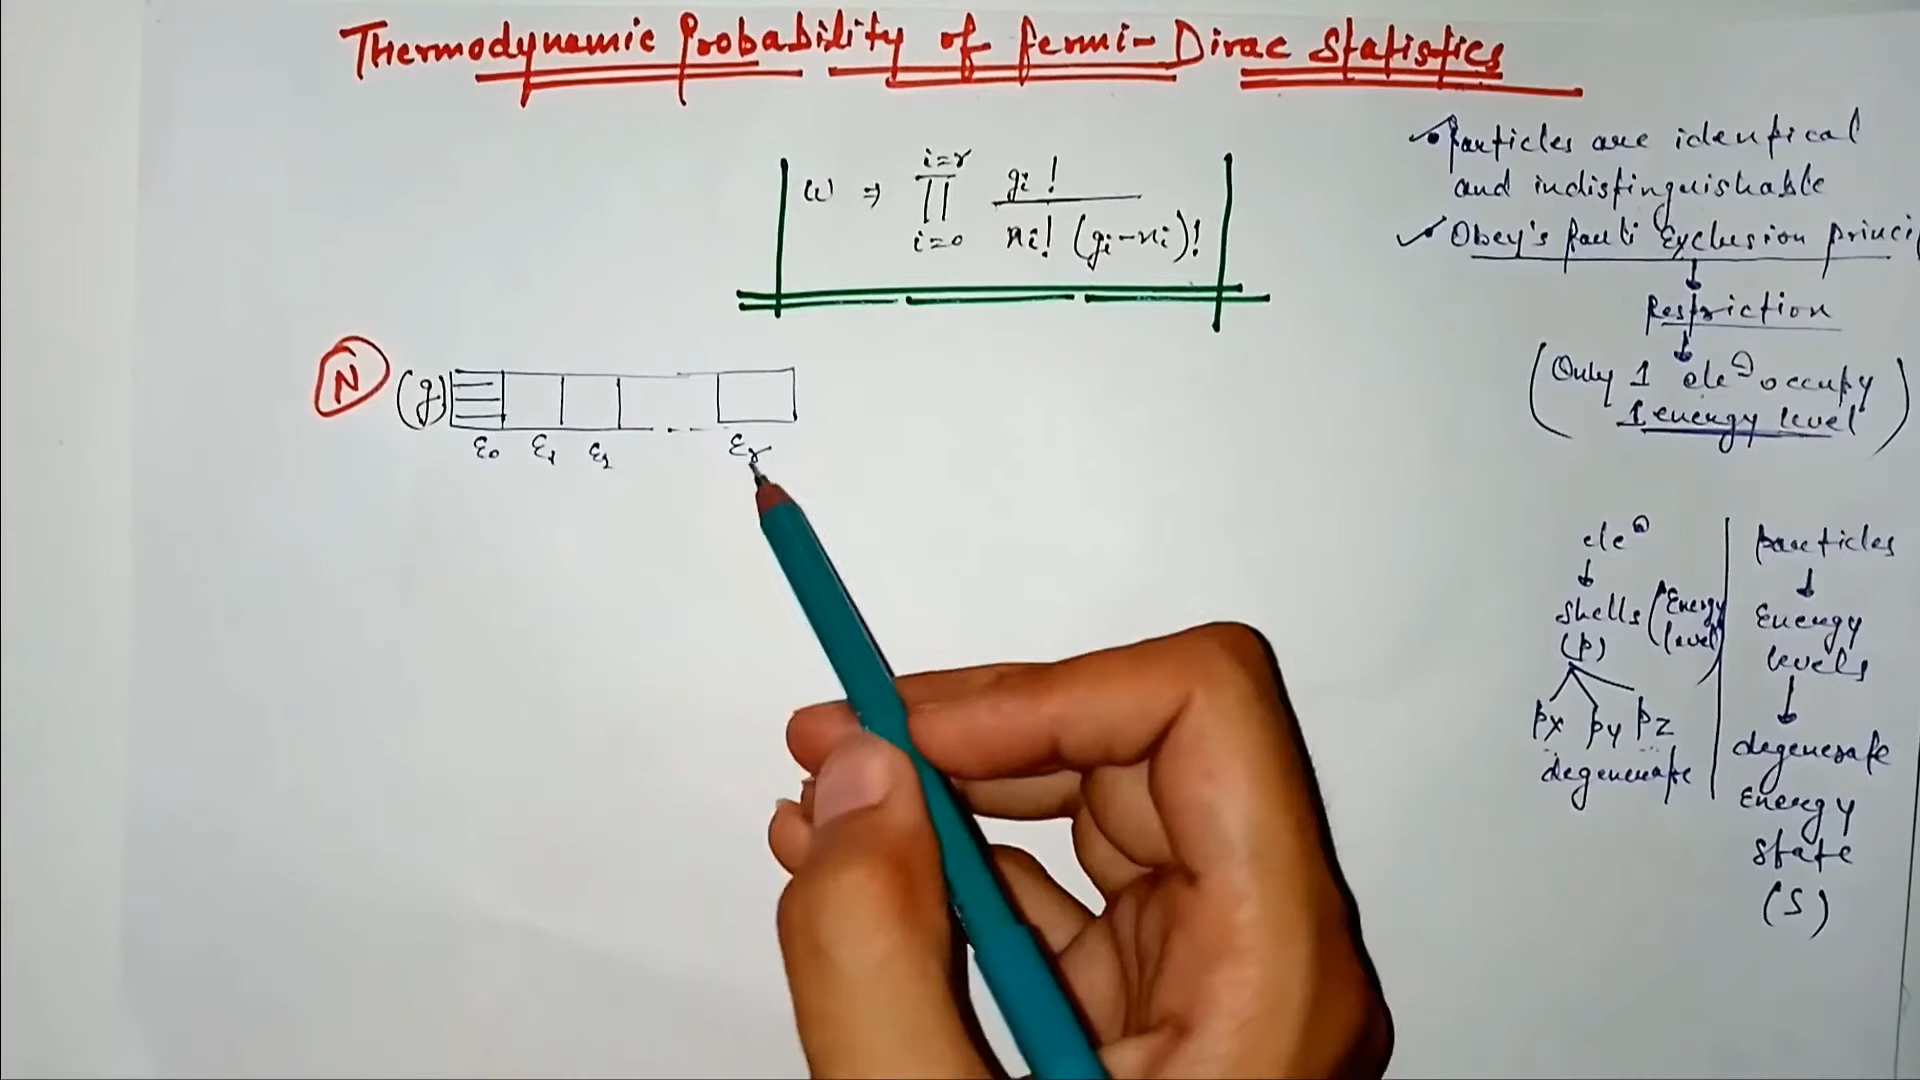 Thermodynamic Probability of Fermi-Dirac Statistics
• Particles are identical
and indistinguishable
Obey's Pauli Exclusion princi
Restriction
(Only 1 eleⁿ occupy
1 energy level)
i=r
ω ⇒ ∏ gi! / ni! (gi-ni)!
i=0
N (g)
ε0 ε1 ε2 ... εr
eleⁿ
↓
shells (Energy level)
(p)
px py pz
degenerate
particles
↓
Energy
levels
↓
degenerate
Energy
state
(S)